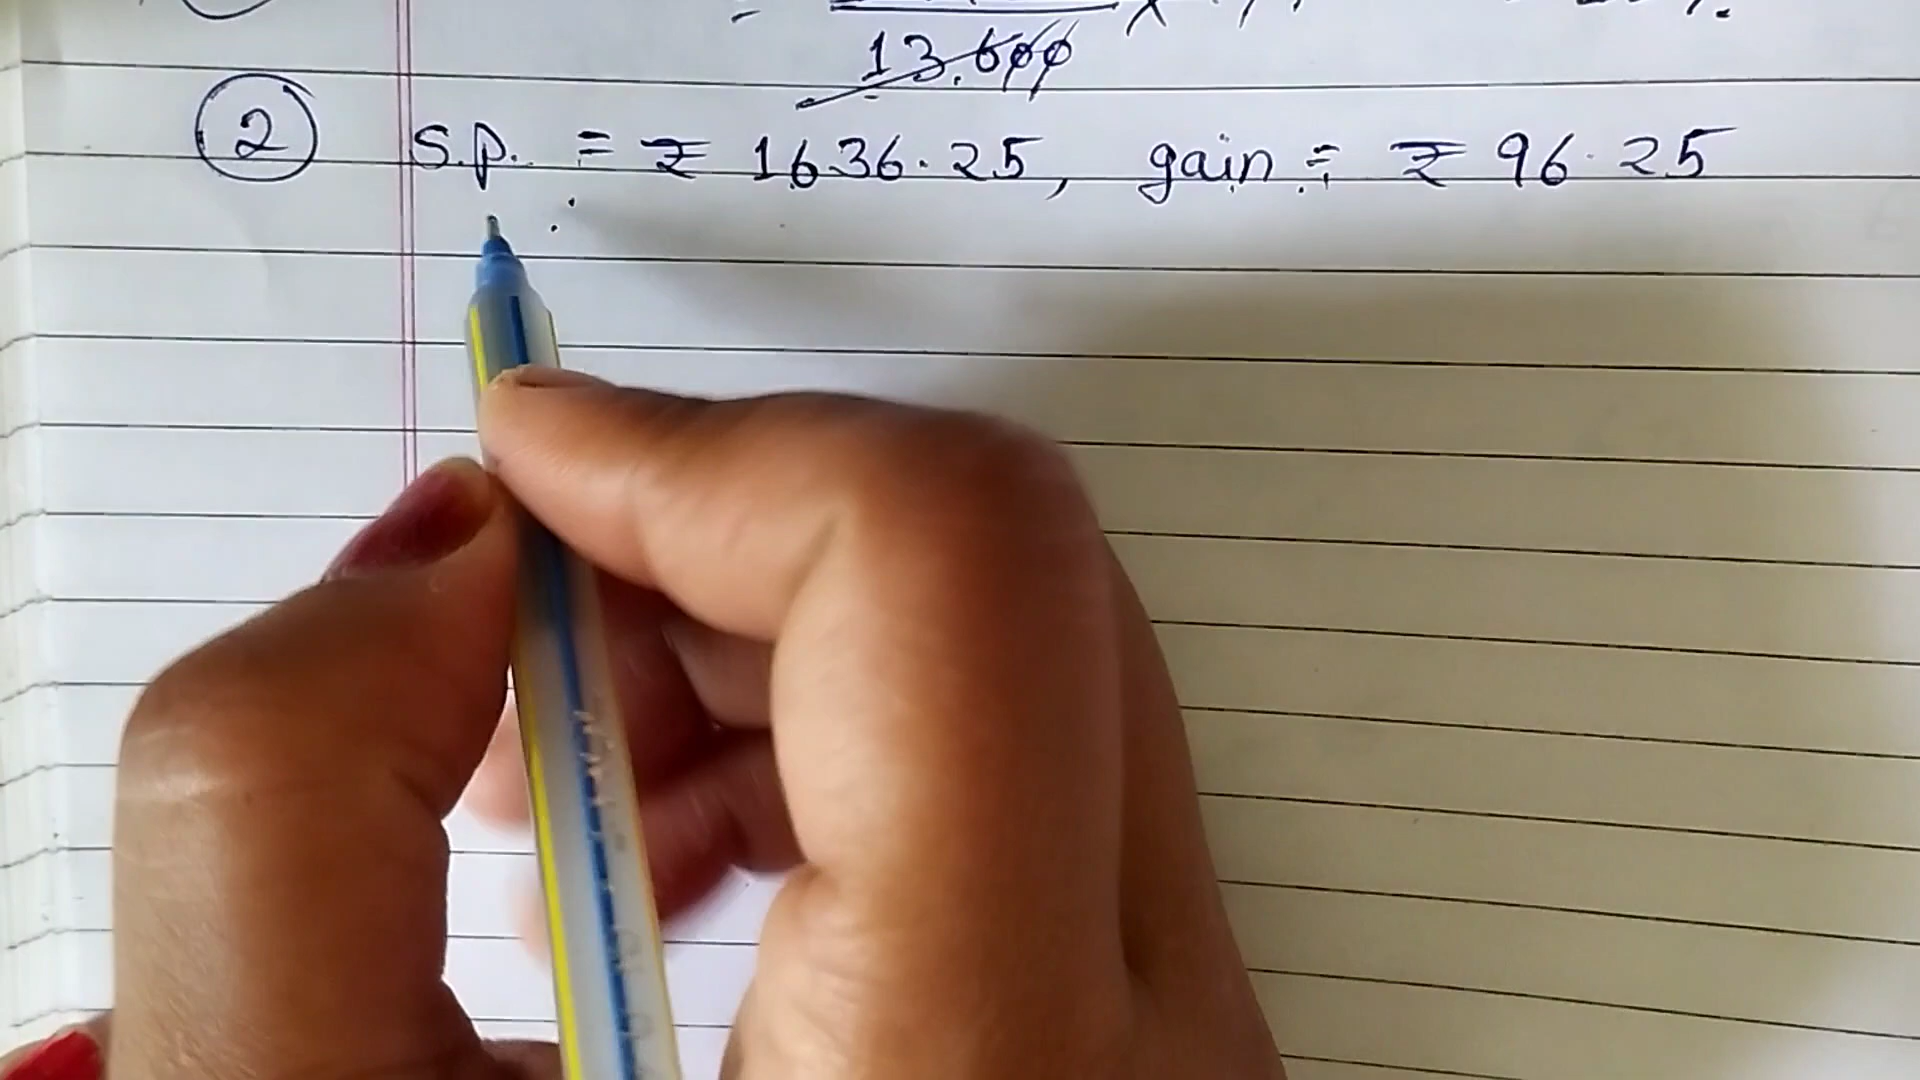 =
13.600
② S.P. = ₹ 1636.25, gain = ₹ 96.25